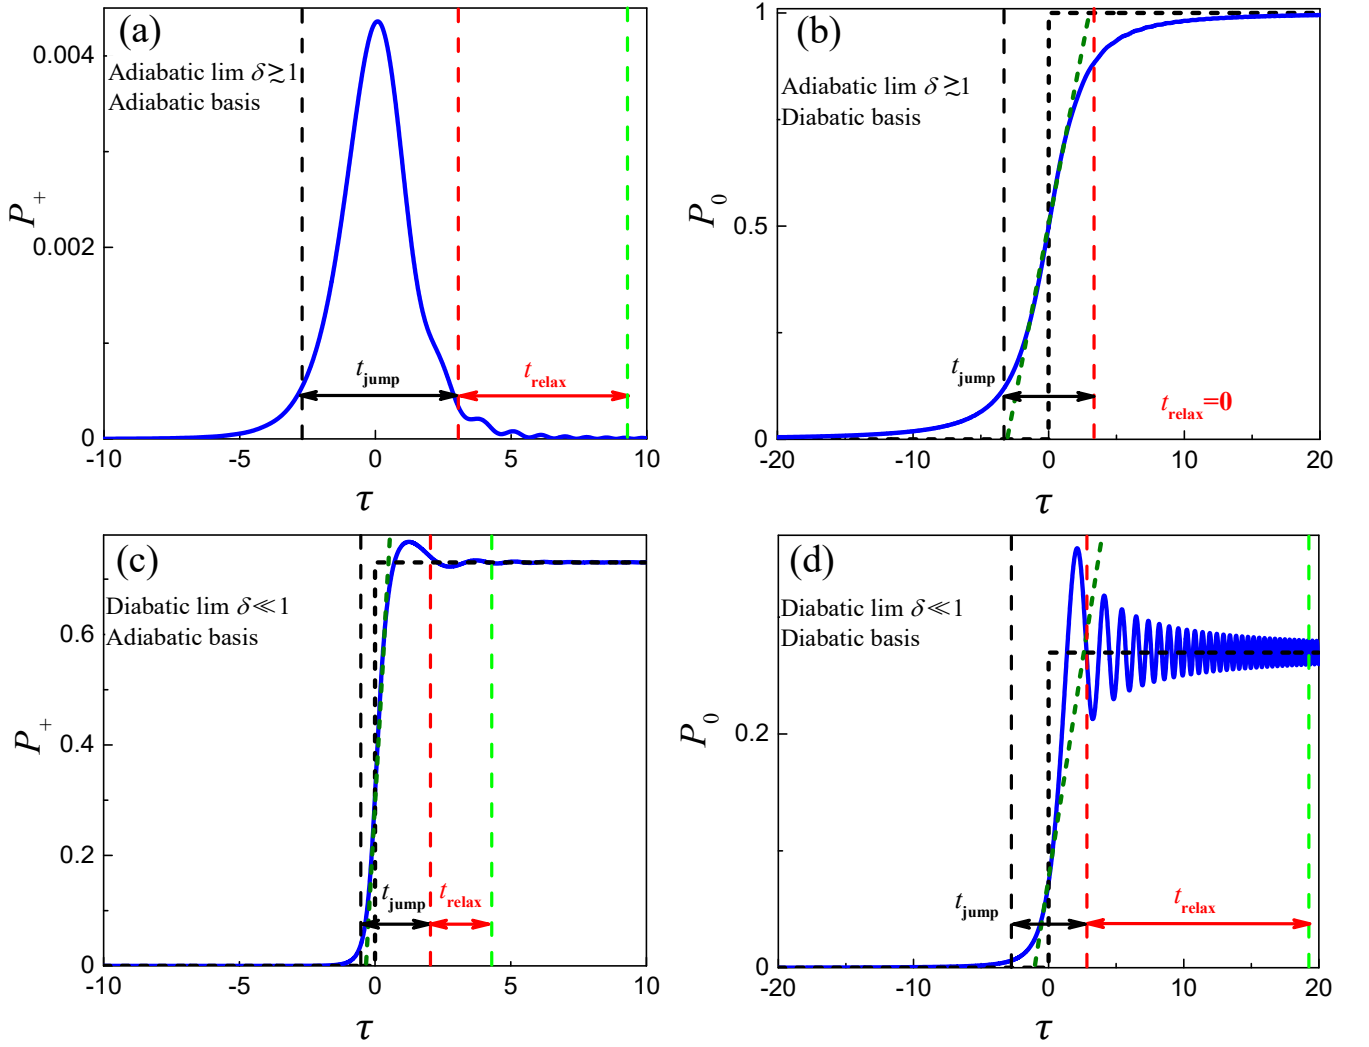 (a)
Adiabatic lim δ≳1
Adiabatic basis
P₊
0.004
0.002
0
t_jump
t_relax
-10
-5
0
5
10
τ
(b)
Adiabatic lim δ≳1
Diabatic basis
P₀
1
0.5
0
t_jump
t_relax=0
-20
-10
0
10
20
τ
(c)
Diabatic lim δ≪1
Adiabatic basis
P₊
0.6
0.4
0.2
0
t_jump
t_relax
-10
-5
0
5
10
τ
(d)
Diabatic lim δ≪1
Diabatic basis
P₀
0.2
0
t_jump
t_relax
-20
-10
0
10
20
τ